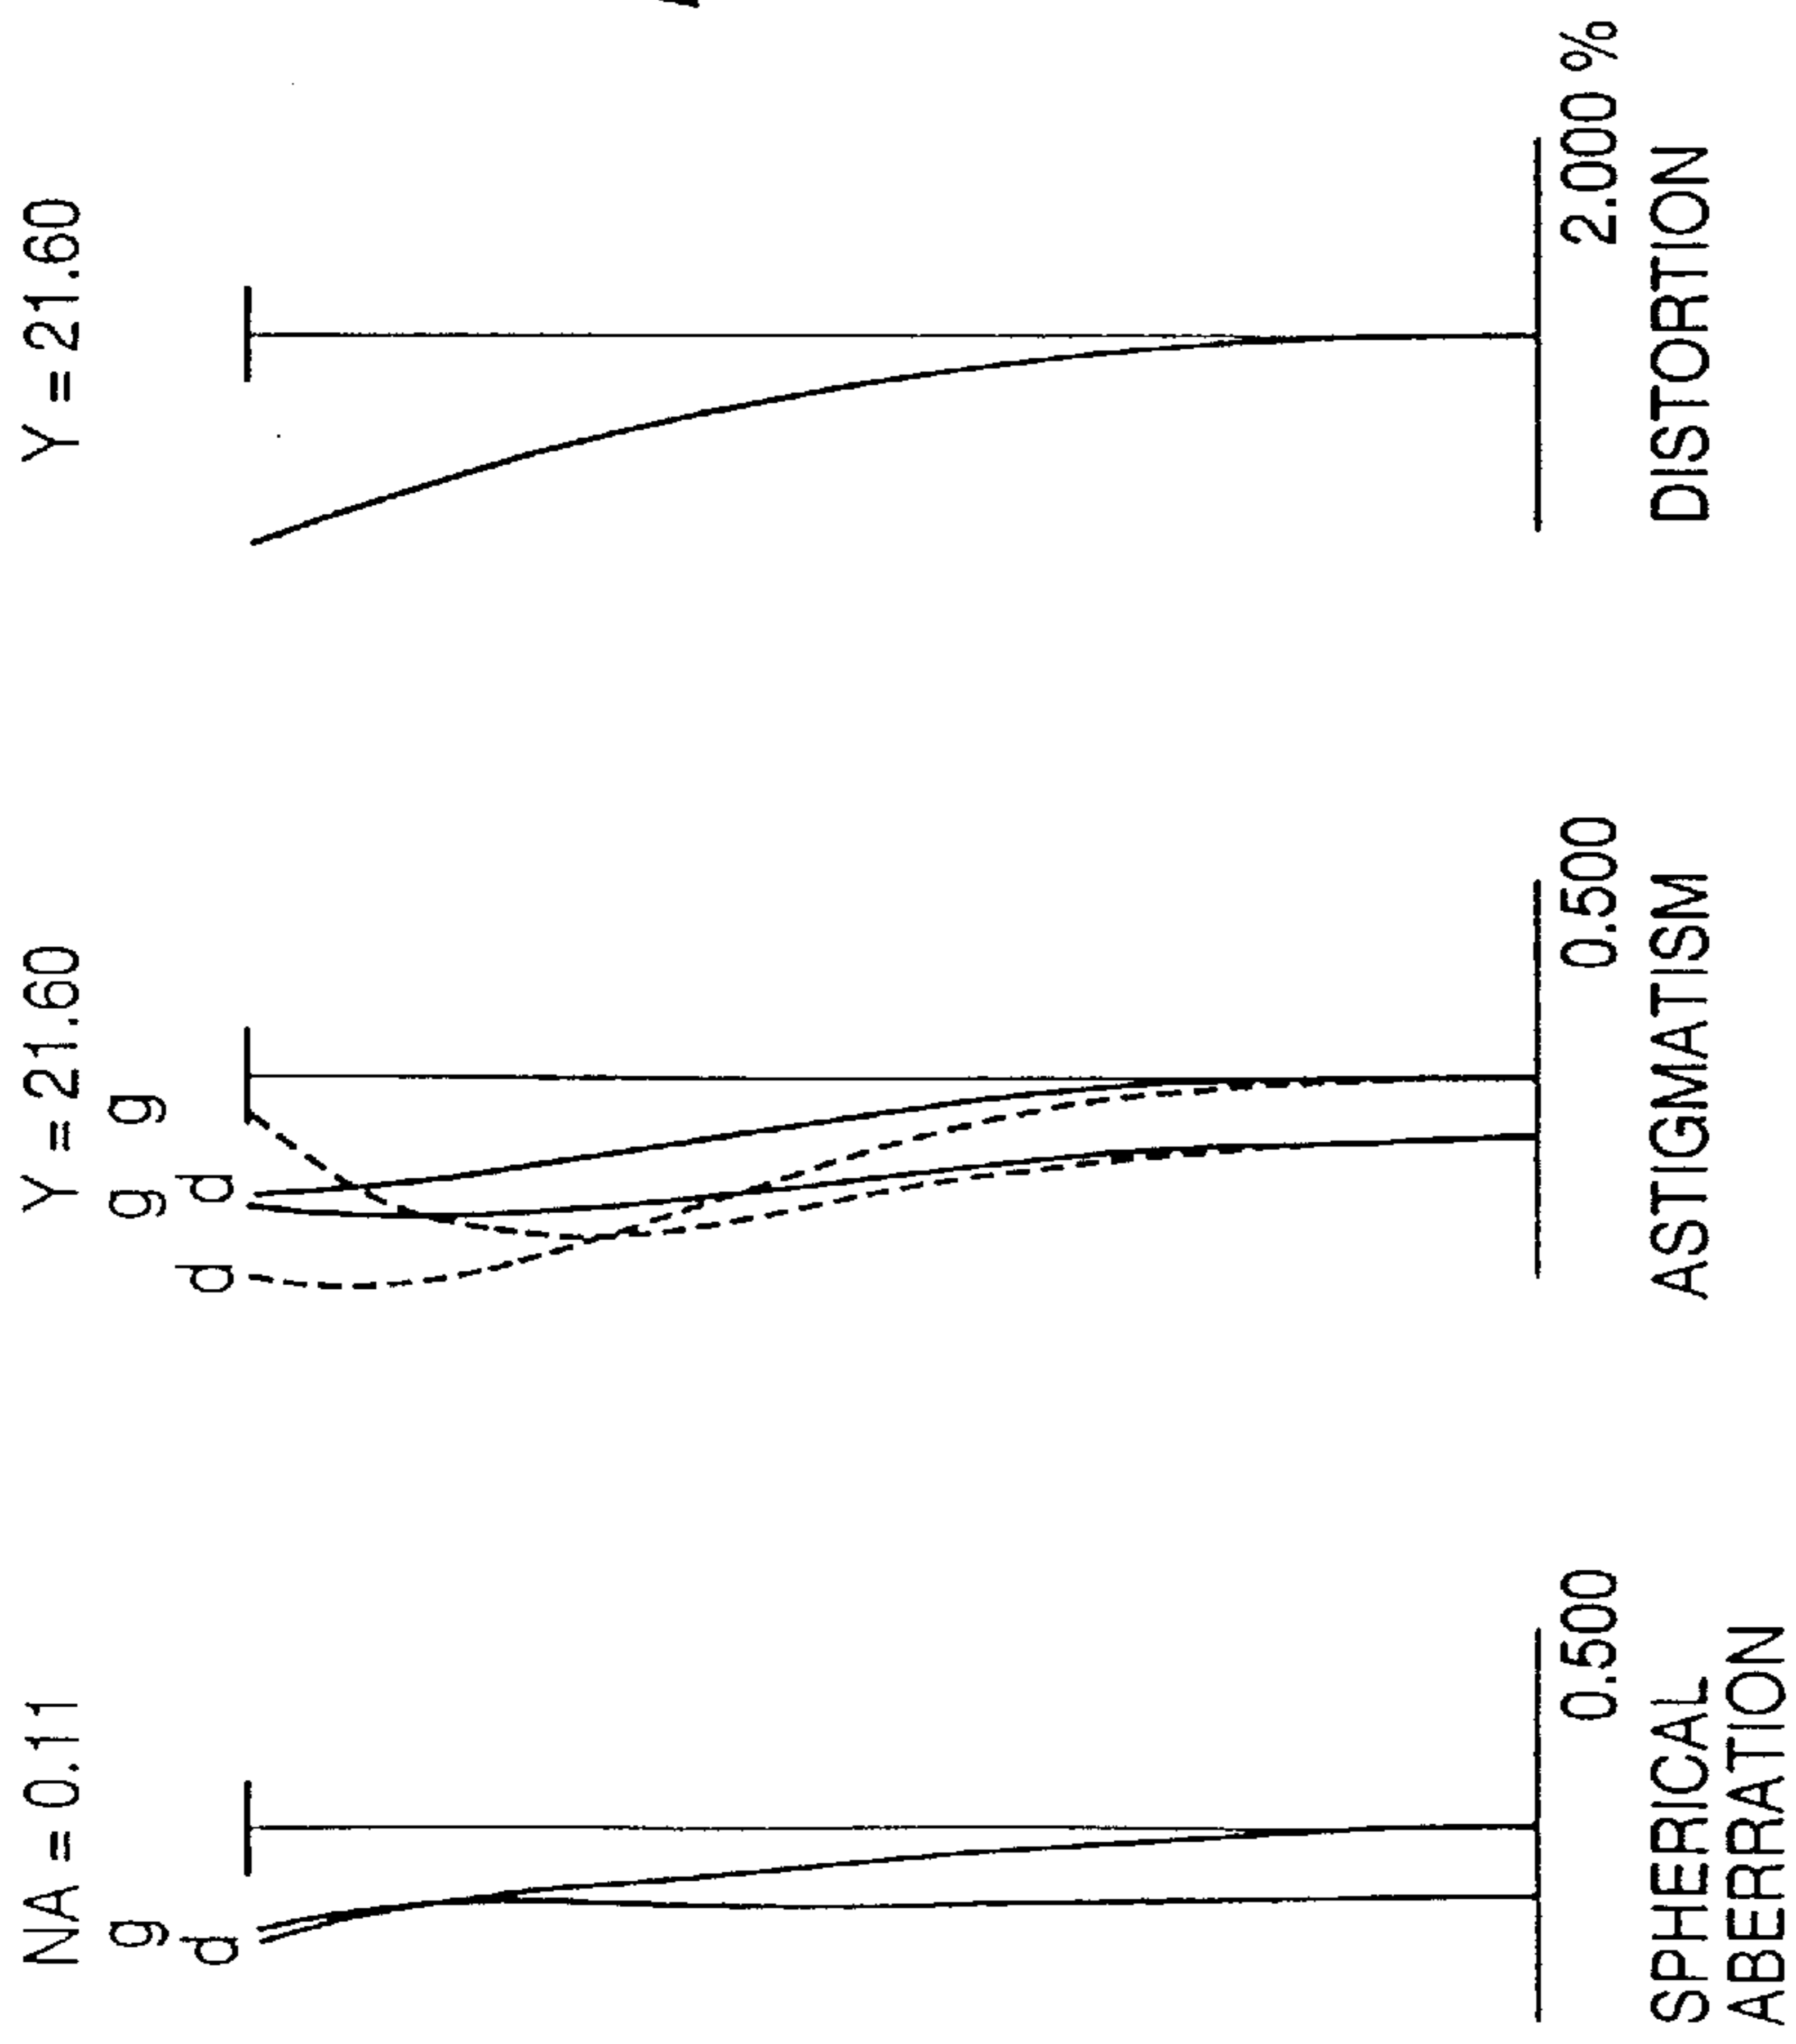 NA = 0.11
g
d
0.500
SPHERICAL
ABERRATION
Y = 21.60
g g
d d
0.500
ASTIGMATISM
Y = 21.60
2.000 %
DISTORTION